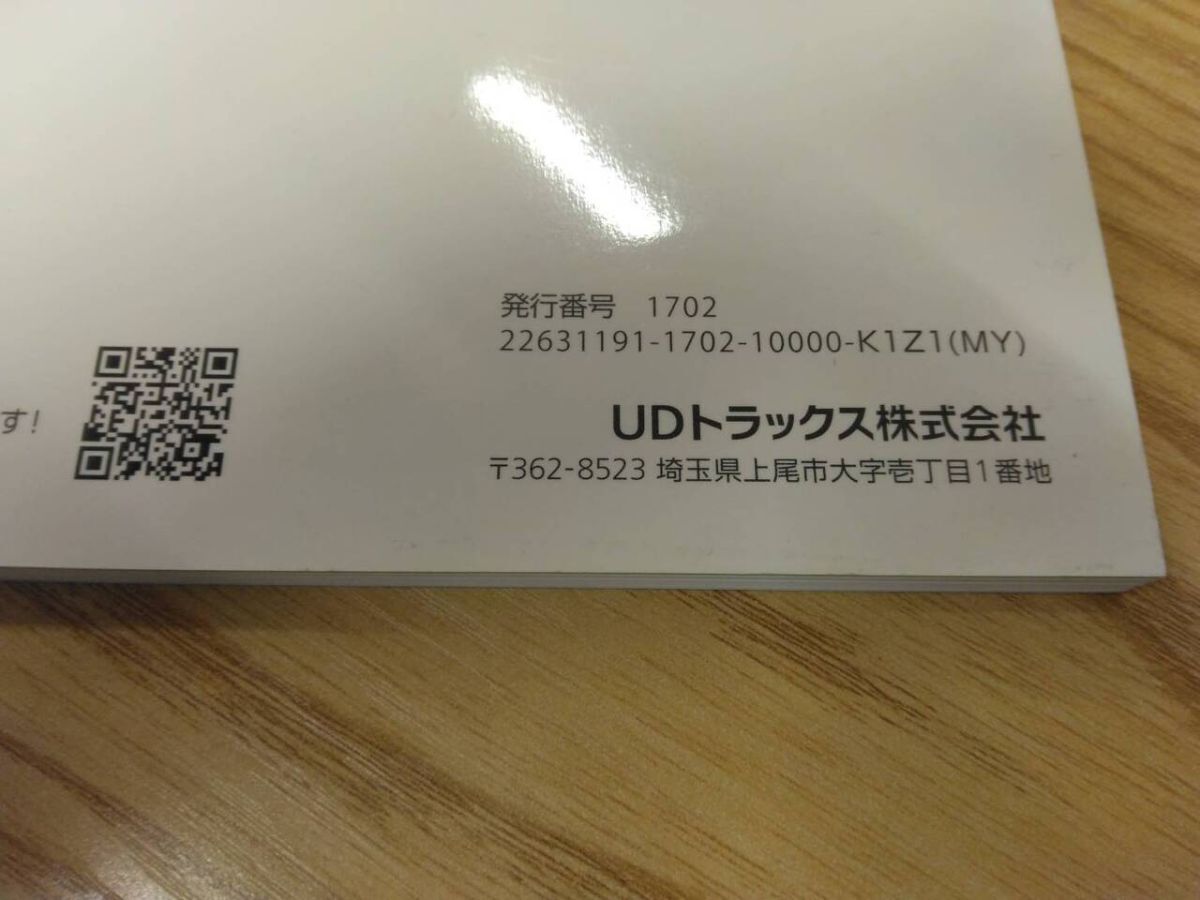 発行番号 1702
22631191-1702-10000-K1Z1(MY)
す!
UDトラックス株式会社
〒362-8523 埼玉県上尾市大字壱丁目1番地